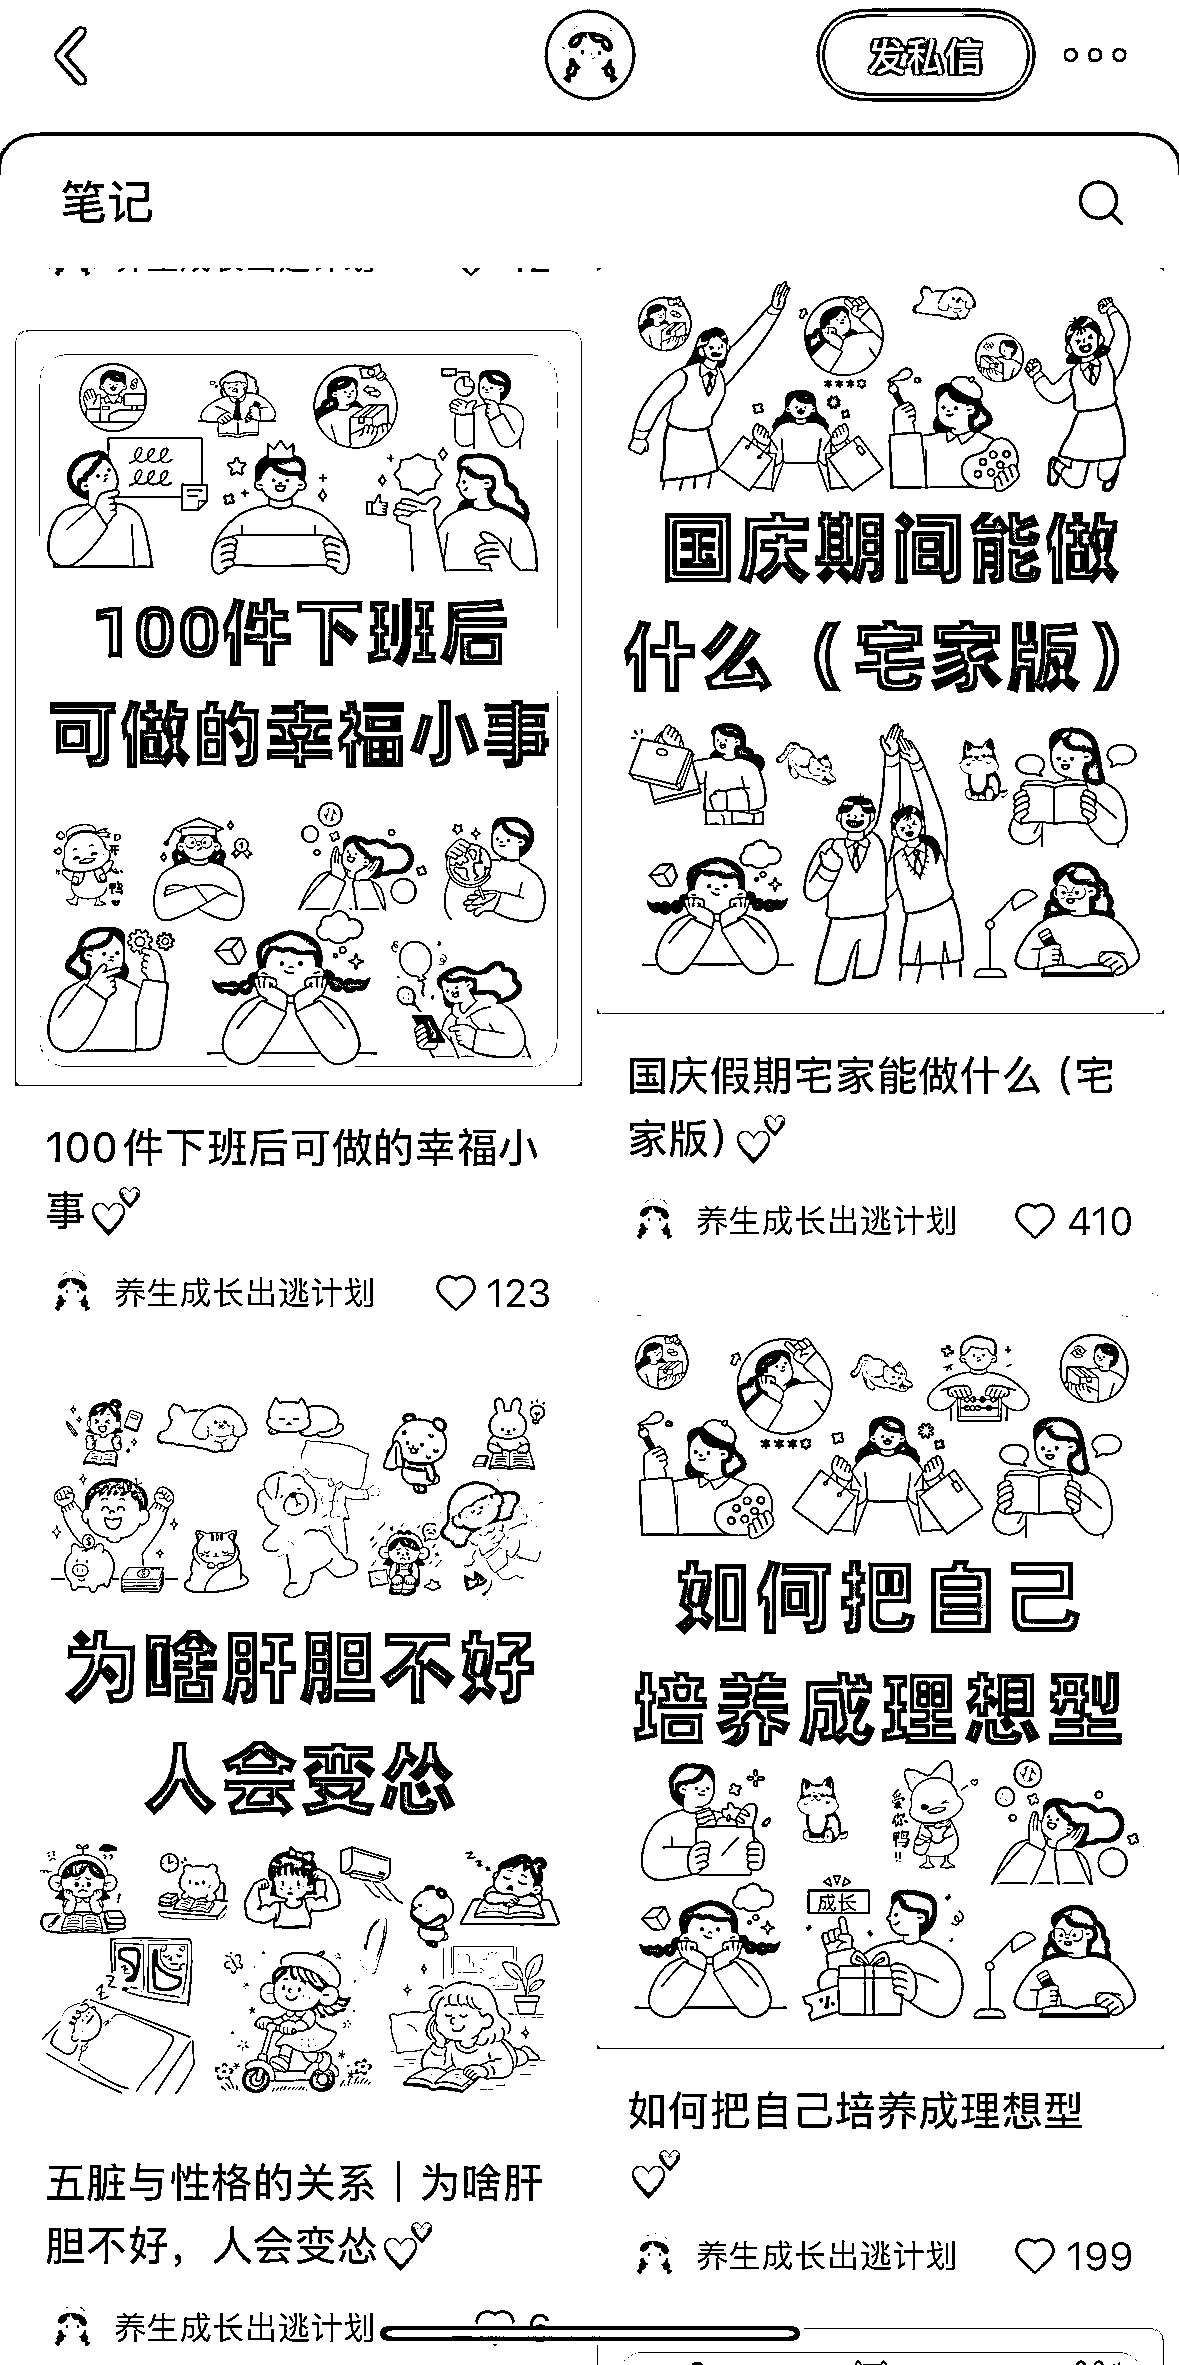 发私信
笔记
100件下班后
可做的幸福小事
开心鸭
100件下班后可做的幸福小
事💕
养生成长出逃计划
123
为啥肝胆不好
人会变怂
五脏与性格的关系｜为啥肝
胆不好，人会变怂💕
养生成长出逃计划
国庆期间能做
什么（宅家版）
国庆假期宅家能做什么（宅
家版）💕
养生成长出逃计划
410
如何把自己
培养成理想型
爱你鸭!!
成长
如何把自己培养成理想型
💕
养生成长出逃计划
199